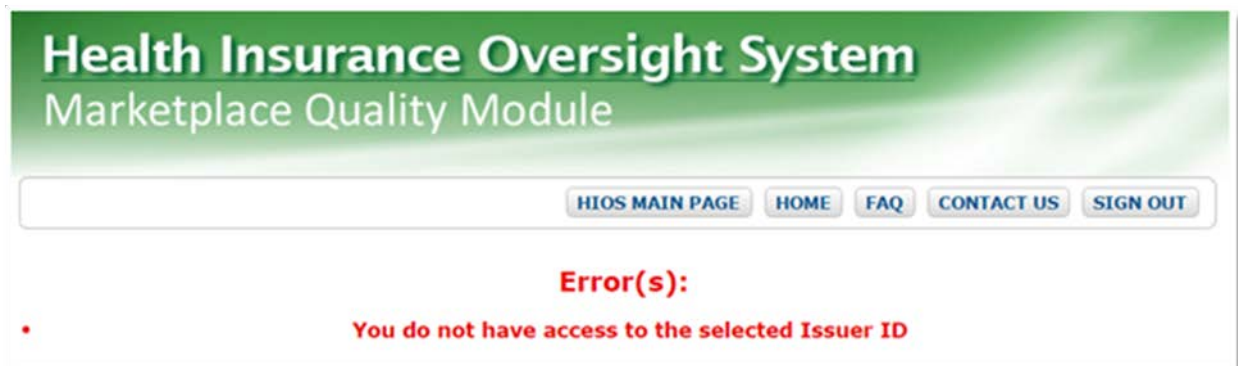 Health Insurance Oversight System
Marketplace Quality Module
HIOS MAIN PAGE HOME FAQ CONTACT US SIGN OUT
Error(s):
• You do not have access to the selected Issuer ID